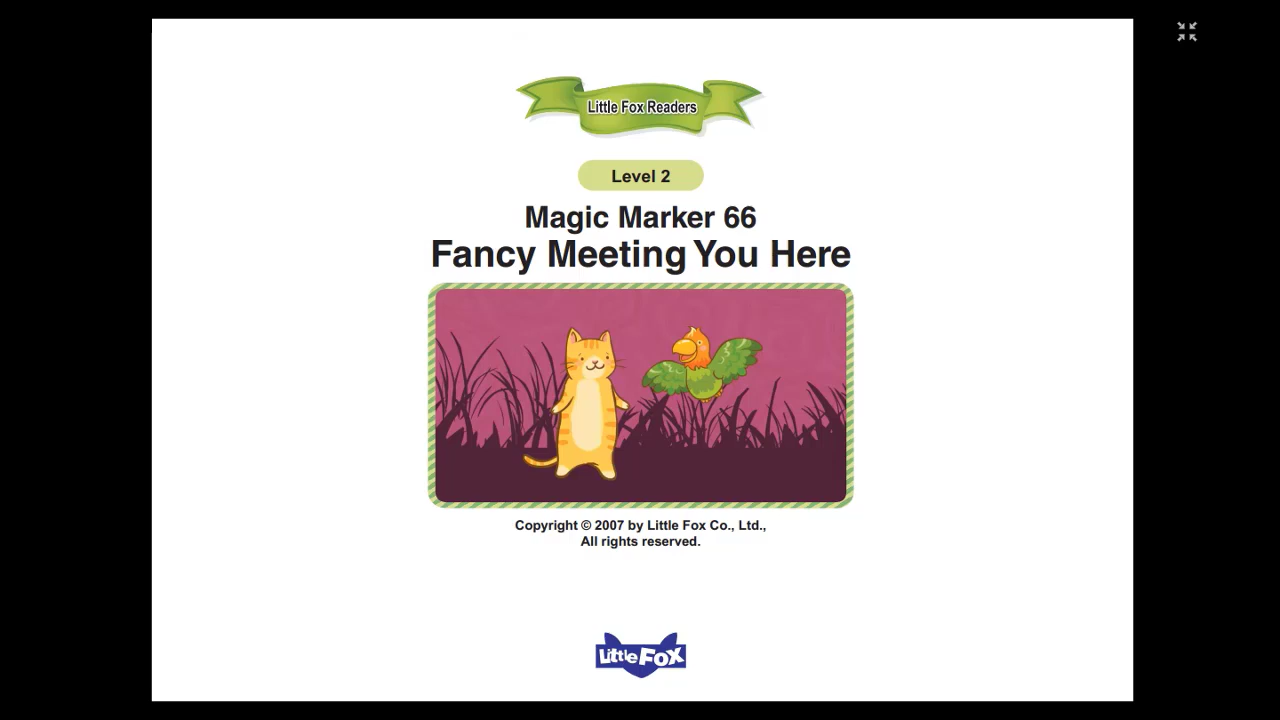 Little Fox Readers
Level 2
Magic Marker 66
Fancy Meeting You Here
Copyright © 2007 by Little Fox Co., Ltd.,
All rights reserved.
Little Fox